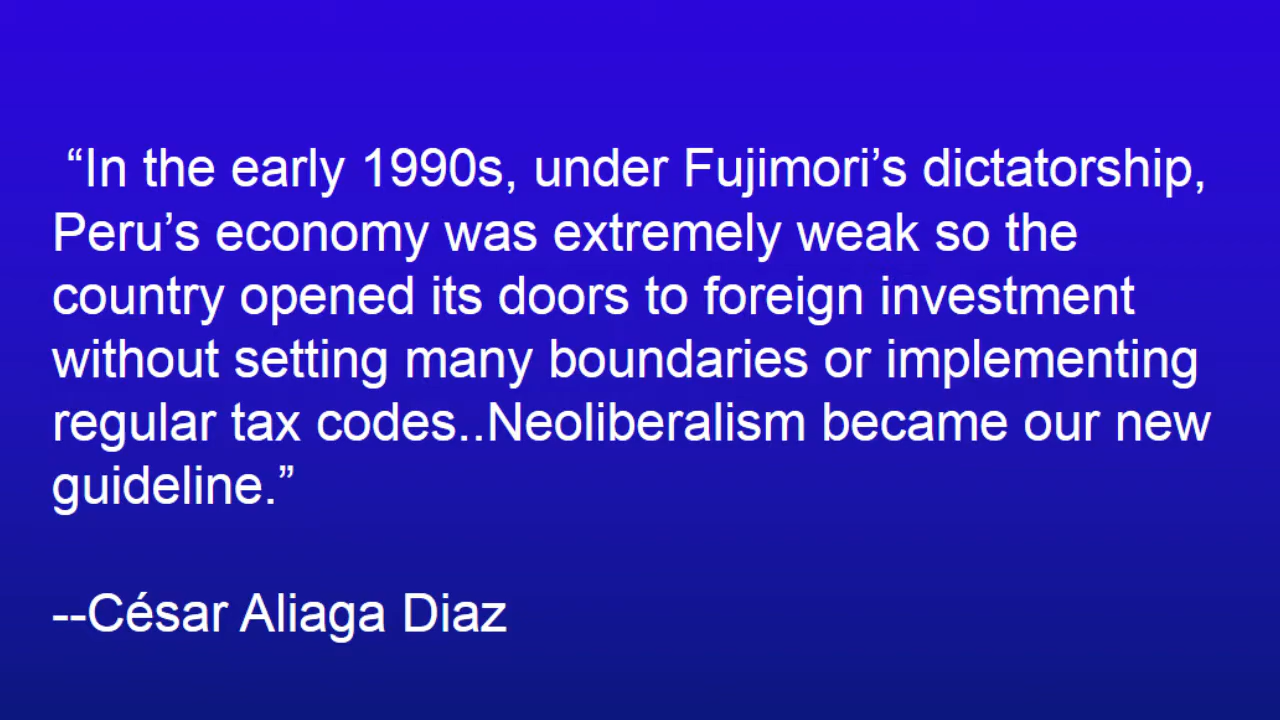 “In the early 1990s, under Fujimori’s dictatorship,
Peru’s economy was extremely weak so the
country opened its doors to foreign investment
without setting many boundaries or implementing
regular tax codes..Neoliberalism became our new
guideline.”
--César Aliaga Diaz